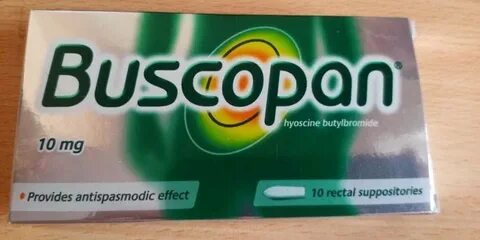 Buscopan®
hyoscine butylbromide
10 mg
Provides antispasmodic effect
10 rectal suppositories